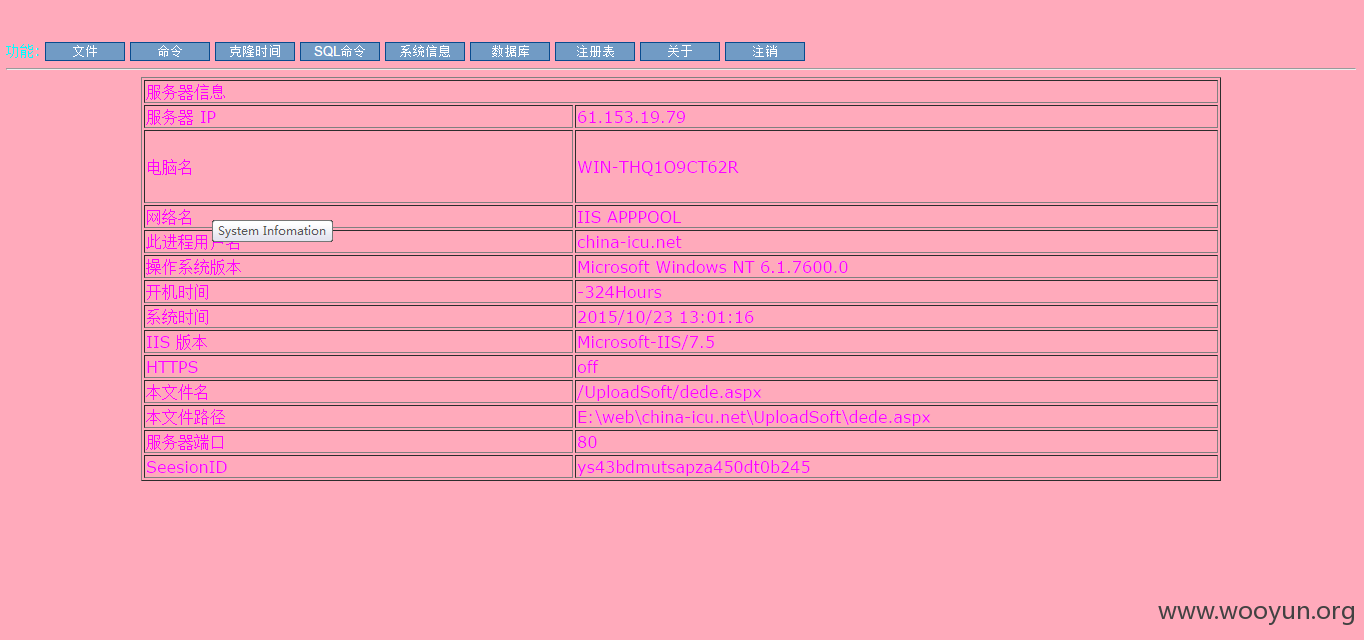 功能: 文件 命令 克隆时间 SQL命令 系统信息 数据库 注册表 关于 注销
服务器信息
服务器 IP 61.153.19.79
电脑名 WIN-THQ1O9CT62R
网络名 IIS APPPOOL
System Infomation
此进程用户名 china-icu.net
操作系统版本 Microsoft Windows NT 6.1.7600.0
开机时间 -324Hours
系统时间 2015/10/23 13:01:16
IIS 版本 Microsoft-IIS/7.5
HTTPS off
本文件名 /UploadSoft/dede.aspx
本文件路径 E:\web\china-icu.net\UploadSoft\dede.aspx
服务器端口 80
SeesionID ys43bdmutsapza450dt0b245
www.wooyun.org